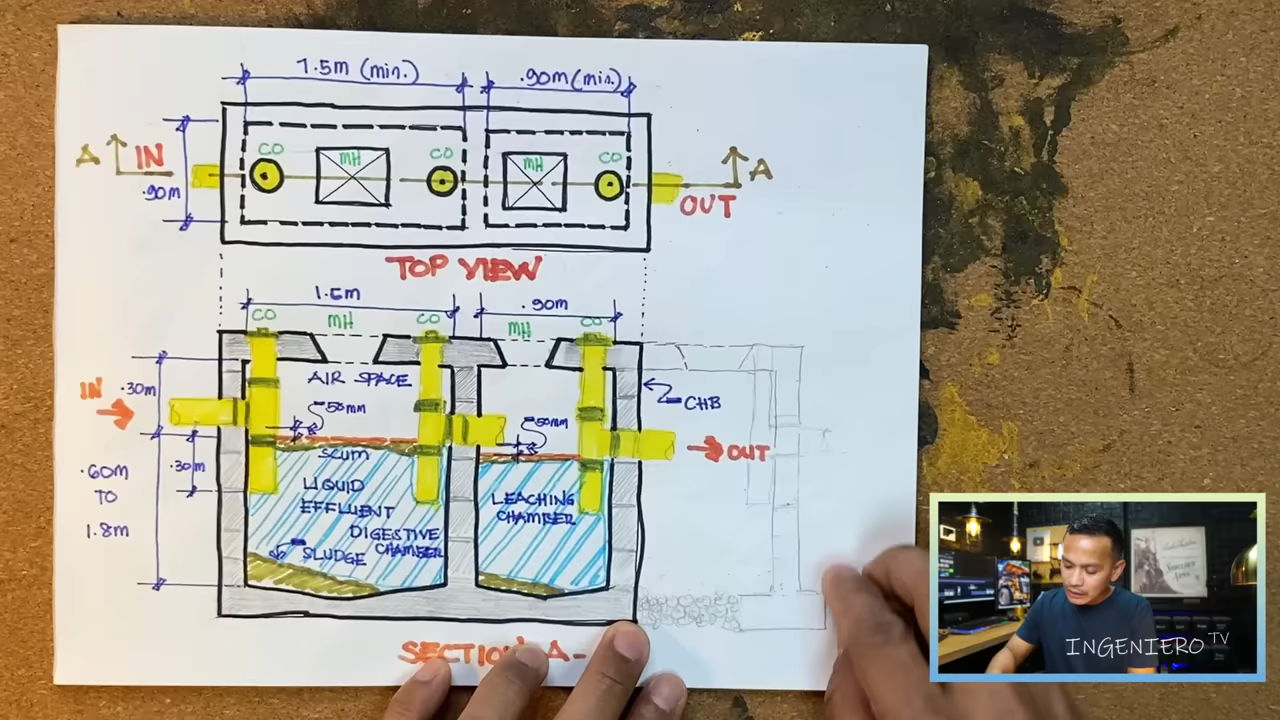 1.5m (min.)
.90m (min.)
A
IN
CO
MH
CO
MH
CO
A
.90m
OUT
TOP VIEW
1.5m
.90m
CO
MH
CO
MH
CO
AIR SPACE
IN
.30m
50mm
50mm
CHB
SCUM
OUT
.60m
TO
1.8m
.30m
LIQUID
EFFLUENT
DIGESTIVE
CHAMBER
SLUDGE
LEACHING
CHAMBER
SECTION A-
INGENIERO TV